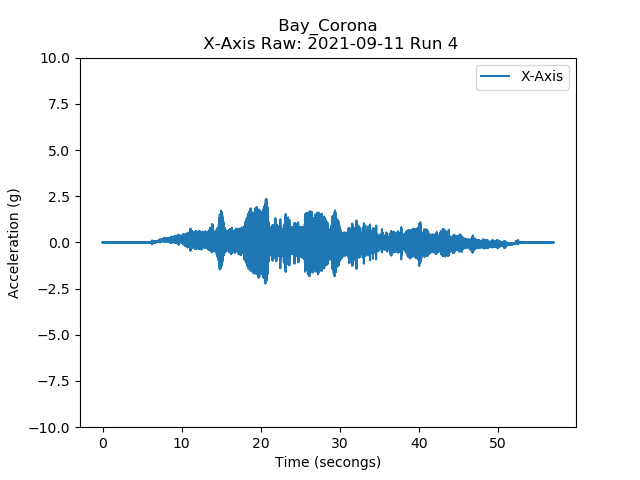 Bay_Corona
X-Axis Raw: 2021-09-11 Run 4
X-Axis
10.0
7.5
5.0
2.5
0.0
−2.5
−5.0
−7.5
−10.0
Acceleration (g)
0 10 20 30 40 50
Time (secongs)